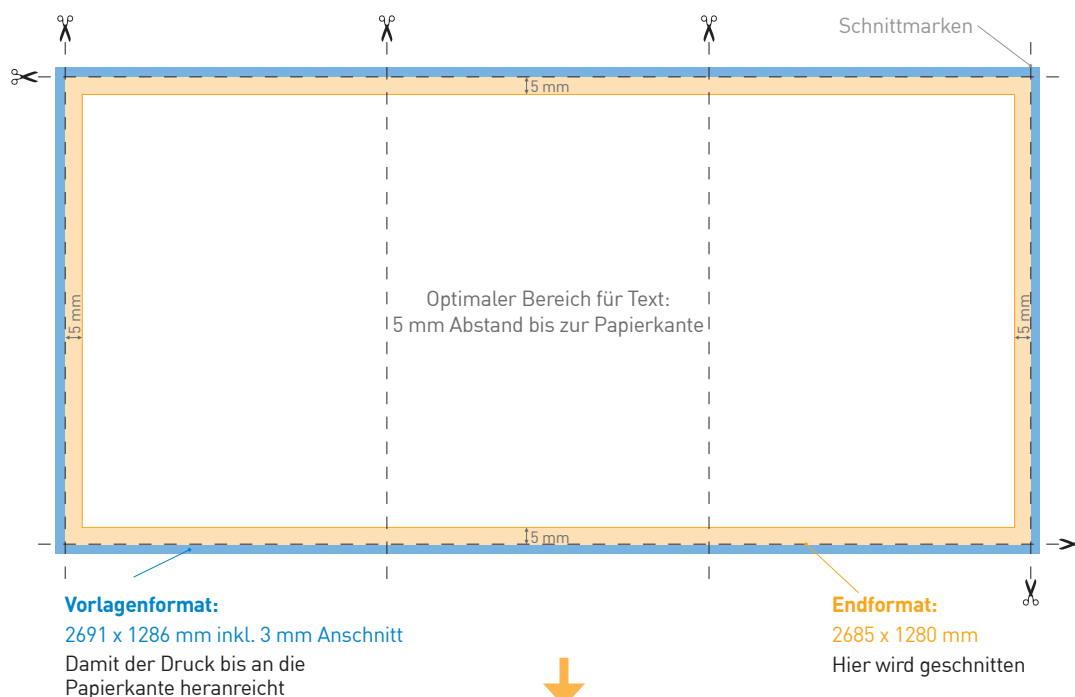 Schnittmarken
5 mm
Optimaler Bereich für Text:
5 mm Abstand bis zur Papierkante
5 mm
5 mm
5 mm
Vorlagenformat:
2691 x 1286 mm inkl. 3 mm Anschnitt
Damit der Druck bis an die
Papierkante heranreicht
Endformat:
2685 x 1280 mm
Hier wird geschnitten